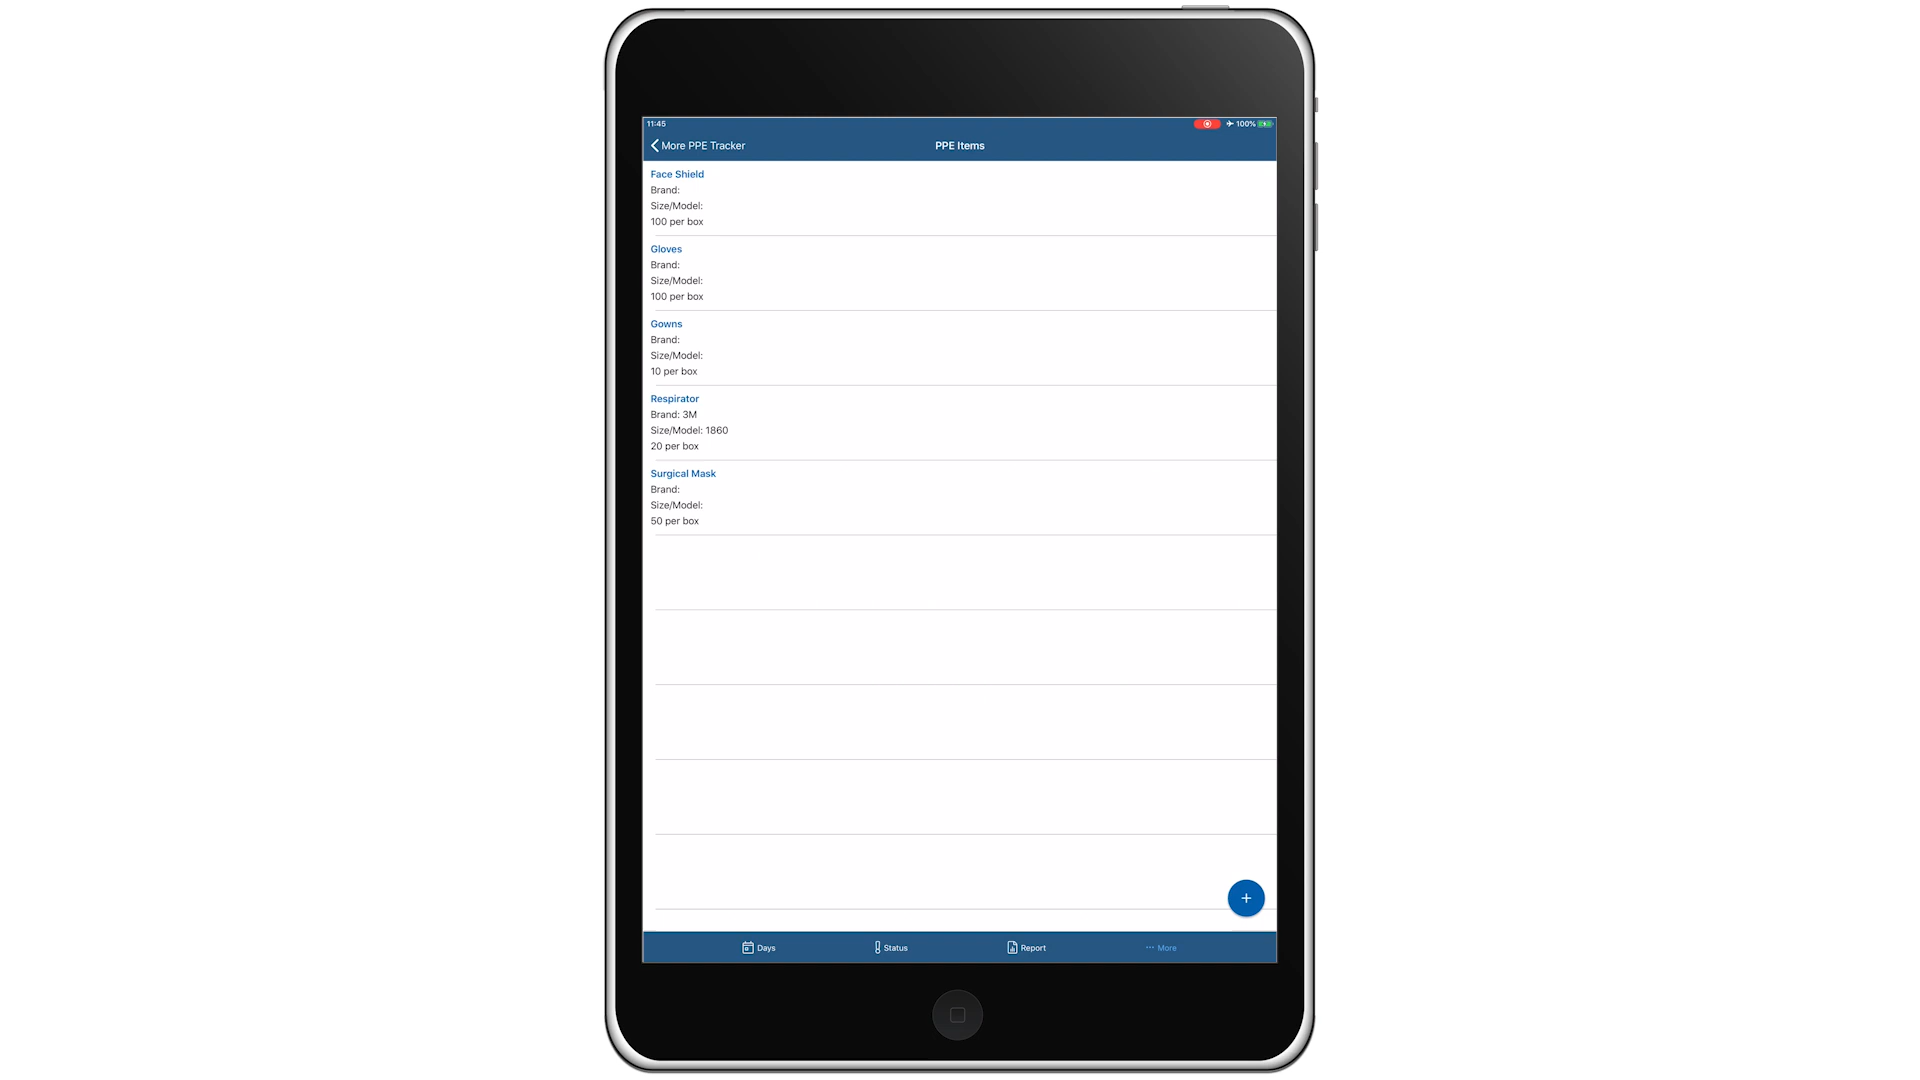 11:45
100%
More PPE Tracker
PPE Items
Face Shield
Brand:
Size/Model:
100 per box
Gloves
Brand:
Size/Model:
100 per box
Gowns
Brand:
Size/Model:
10 per box
Respirator
Brand: 3M
Size/Model: 1860
20 per box
Surgical Mask
Brand:
Size/Model:
50 per box
+
Days
Status
Report
More